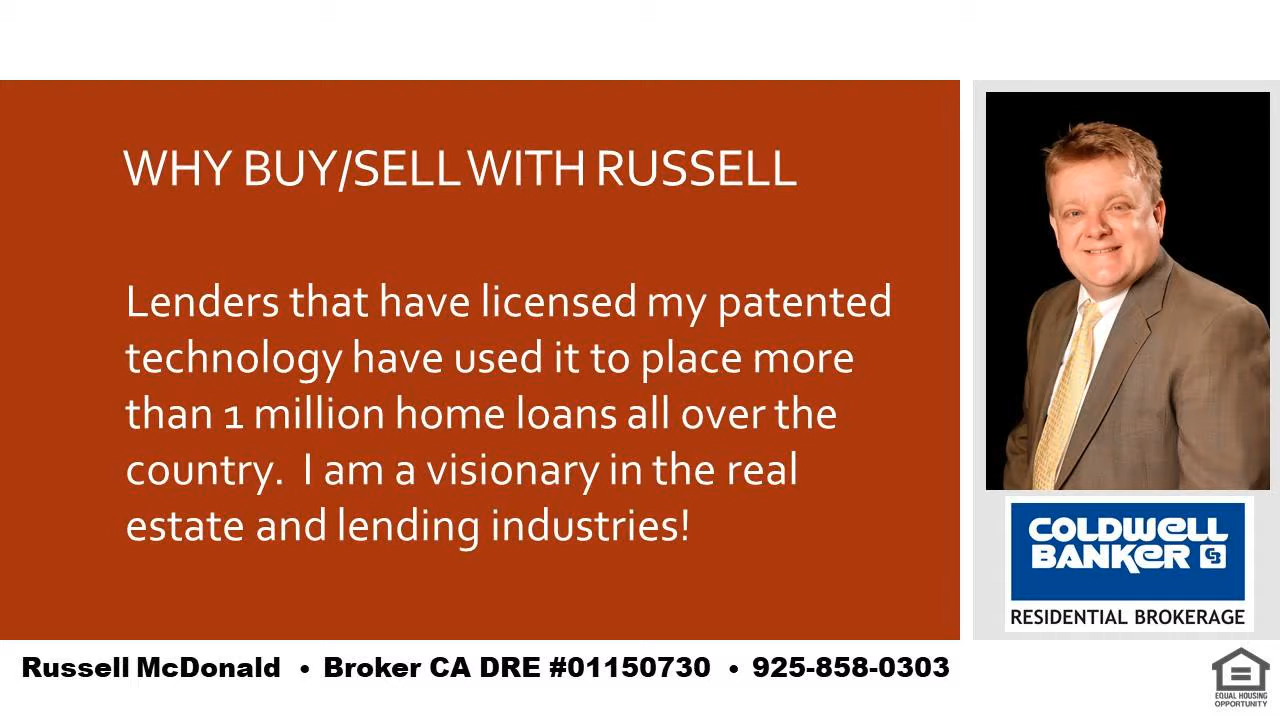 WHY BUY/SELL WITH RUSSELL
Lenders that have licensed my patented
technology have used it to place more
than 1 million home loans all over the
country.  I am a visionary in the real
estate and lending industries!
COLDWELL
BANKER CB
RESIDENTIAL BROKERAGE
Russell McDonald • Broker CA DRE #01150730 • 925-858-0303
EQUAL HOUSING
OPPORTUNITY